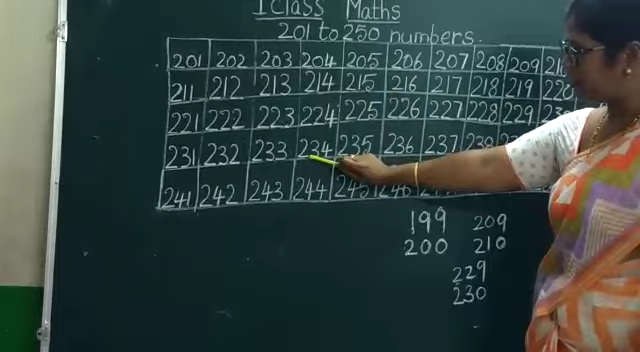 I Class Maths
201 to 250 numbers.
201 202 203 204 205 206 207 208 209 210
211 212 213 214 215 216 217 218 219 220
221 222 223 224 225 226 227 228 229
231 232 233 234 235 236 237
241 242 243 244 245 246
199 209
200 210
229
230